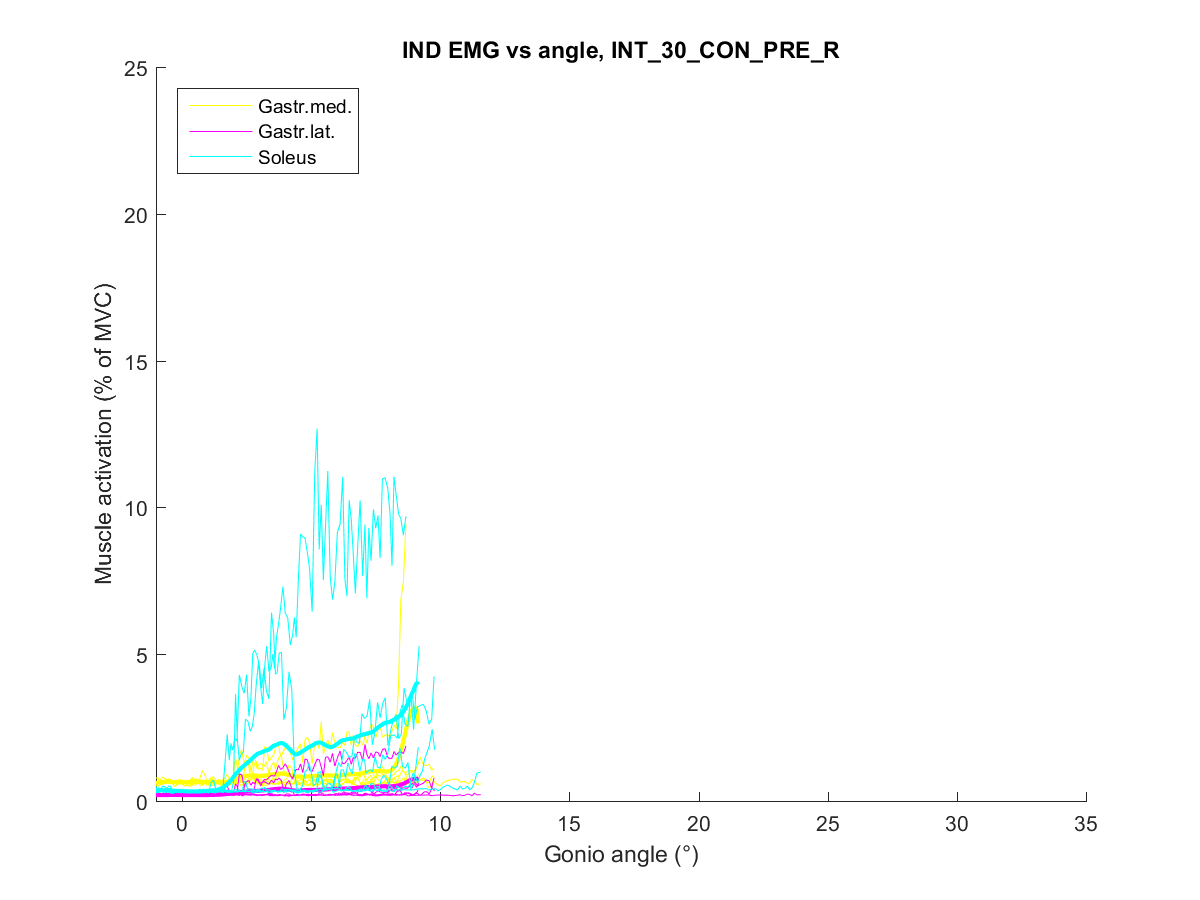 IND EMG vs angle, INT_30_CON_PRE_R
25
20
15
10
5
0
Muscle activation (% of MVC)
Gastr.med.
Gastr.lat.
Soleus
0 5 10 15 20 25 30 35
Gonio angle (°)